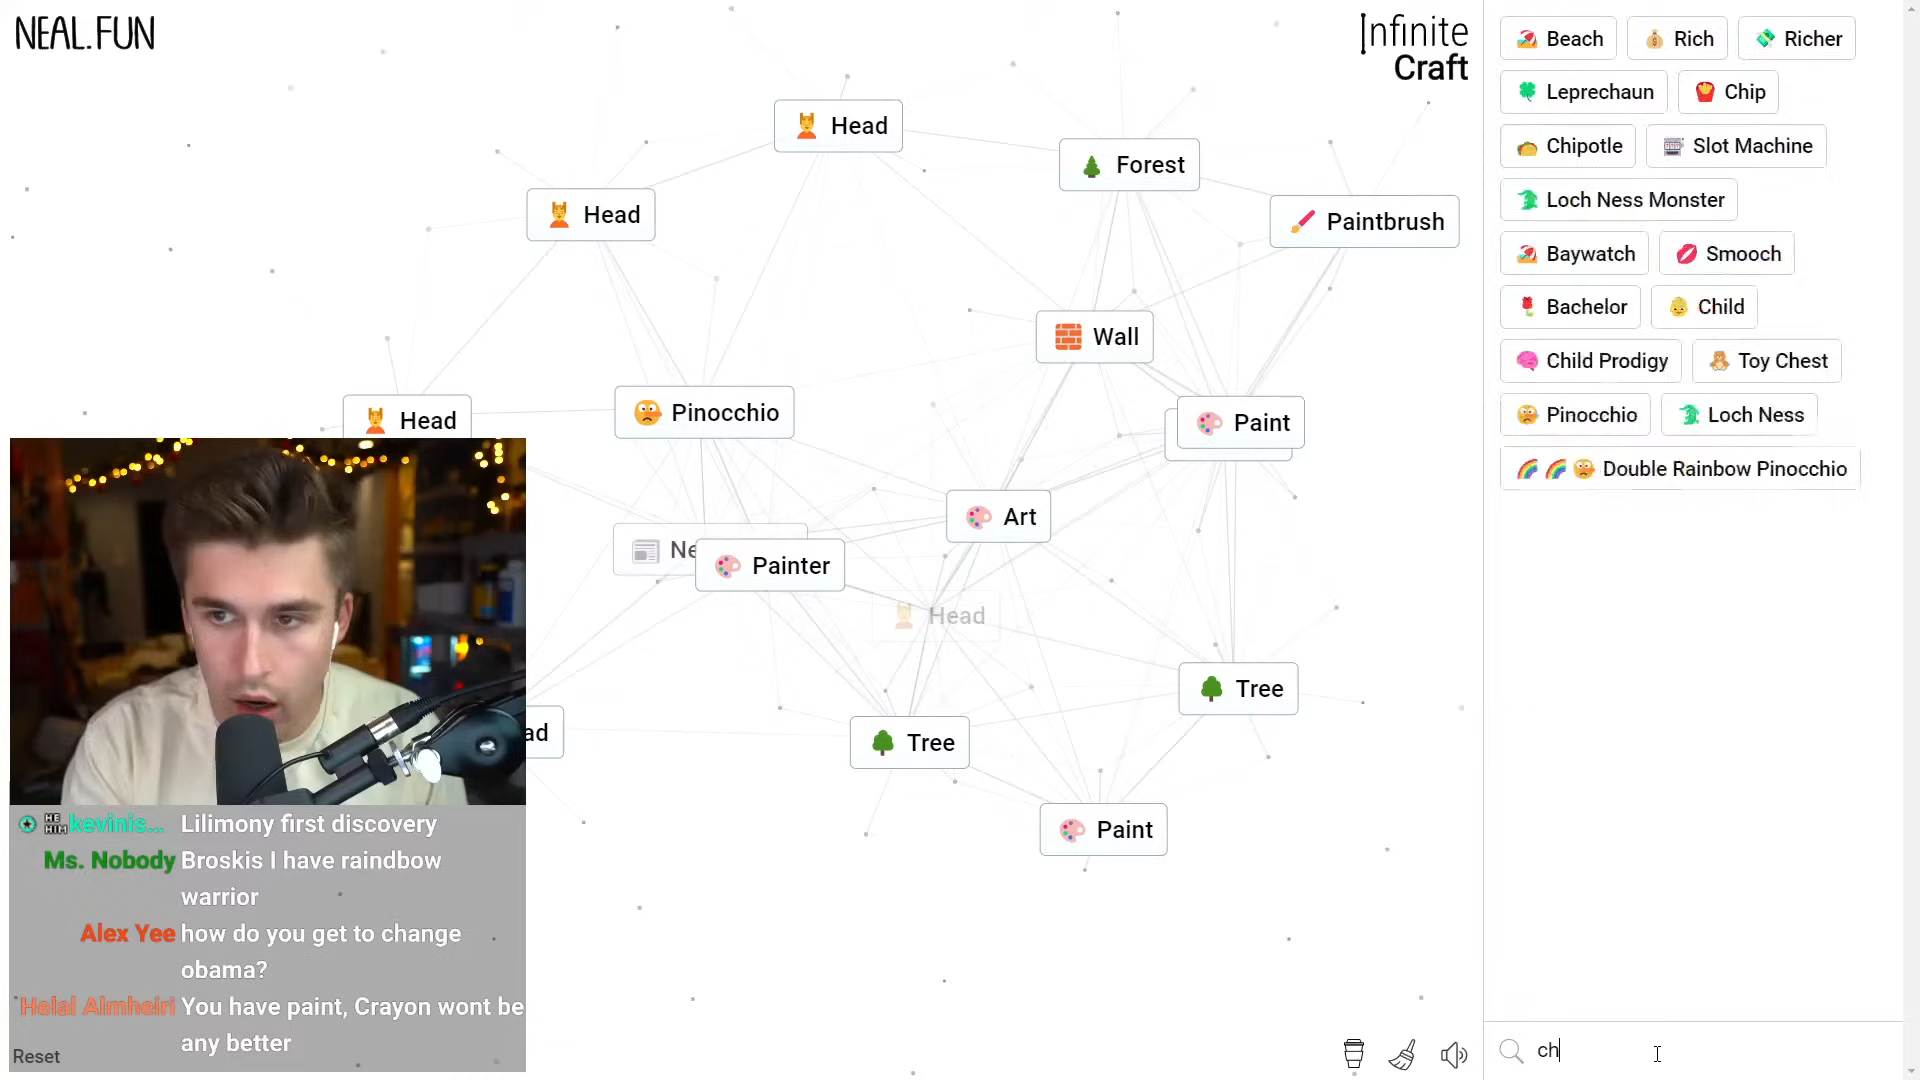 NEAL.FUN
Infinite
Craft
Head
Forest
Head
Paintbrush
Wall
Head
Pinocchio
Paint
Art
Ne
Painter
Head
Tree
ad
Tree
Paint
Beach
Rich
Richer
Leprechaun
Chip
Chipotle
Slot Machine
Loch Ness Monster
Baywatch
Smooch
Bachelor
Child
Child Prodigy
Toy Chest
Pinocchio
Loch Ness
Double Rainbow Pinocchio
HE
HIM
kevinis... Lilimony first discovery
Ms. Nobody Broskis I have raindbow
warrior
Alex Yee how do you get to change
obama?
Helal Almheiri You have paint, Crayon wont be
any better
Reset
ch